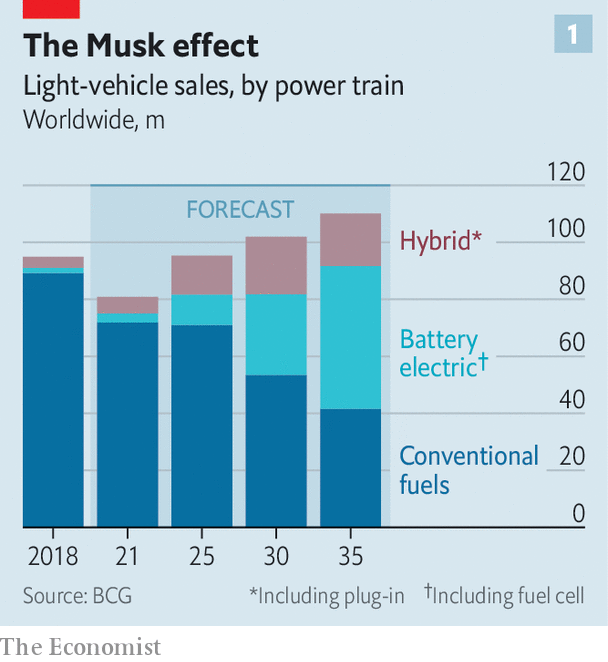 The Musk effect
1
Light-vehicle sales, by power train
Worldwide, m
120
FORECAST
100
Hybrid*
80
Battery
electric†
60
40
Conventional
fuels
20
0
2018 21 25 30 35
Source: BCG
*Including plug-in †Including fuel cell
The Economist